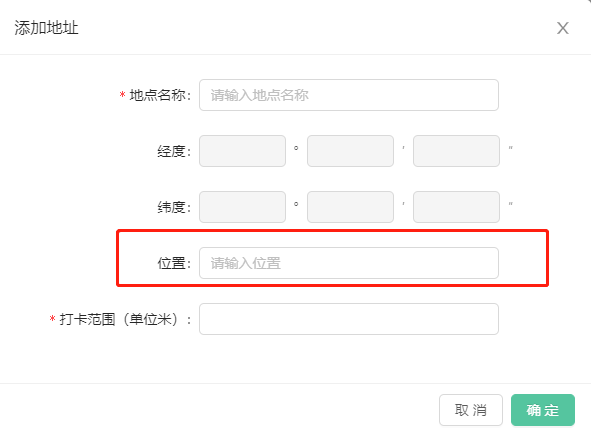 添加地址 X
* 地点名称: 请输入地点名称
经度: ° ′ ″
纬度: ° ′ ″
位置: 请输入位置
* 打卡范围（单位米）:
取 消 确 定